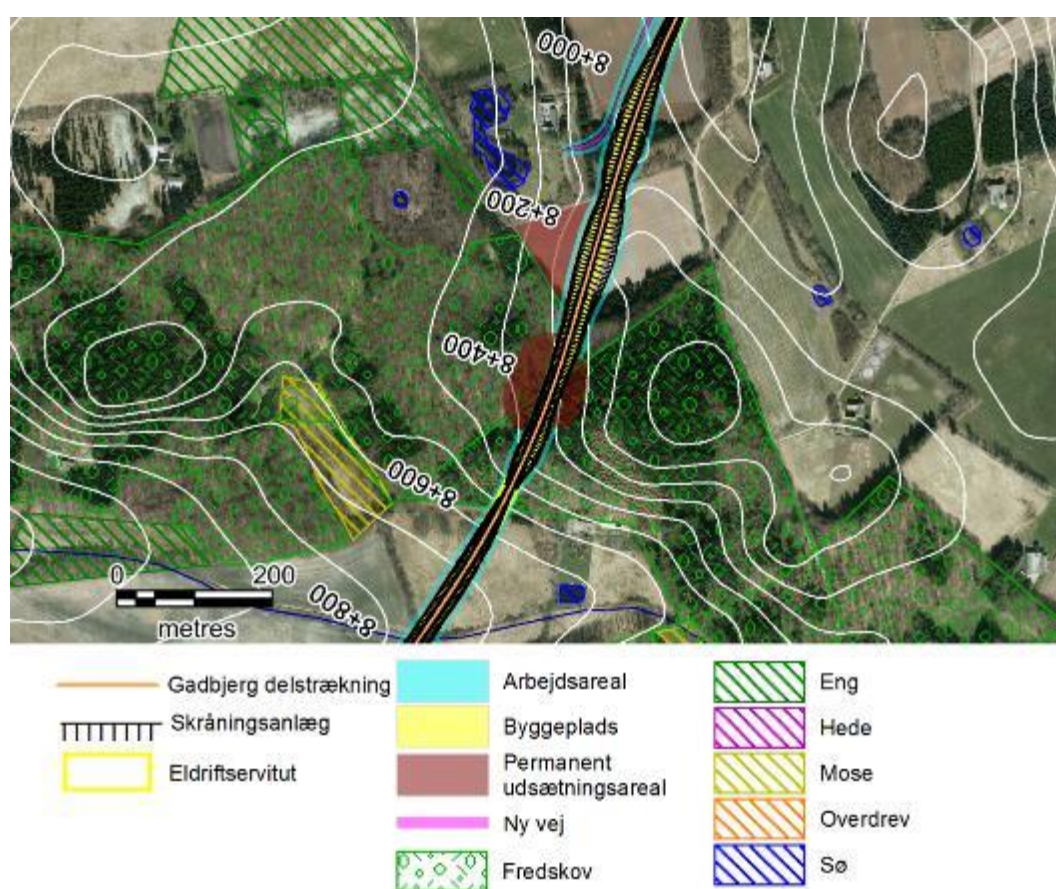 8+000
8+200
8+400
8+600
8+800
0 200
metres
Gadbjerg delstrækning
Skråningsanlæg
Eldriftservitut
Arbejdsareal
Byggeplads
Permanent
udsætningsareal
Ny vej
Fredskov
Eng
Hede
Mose
Overdrev
Sø